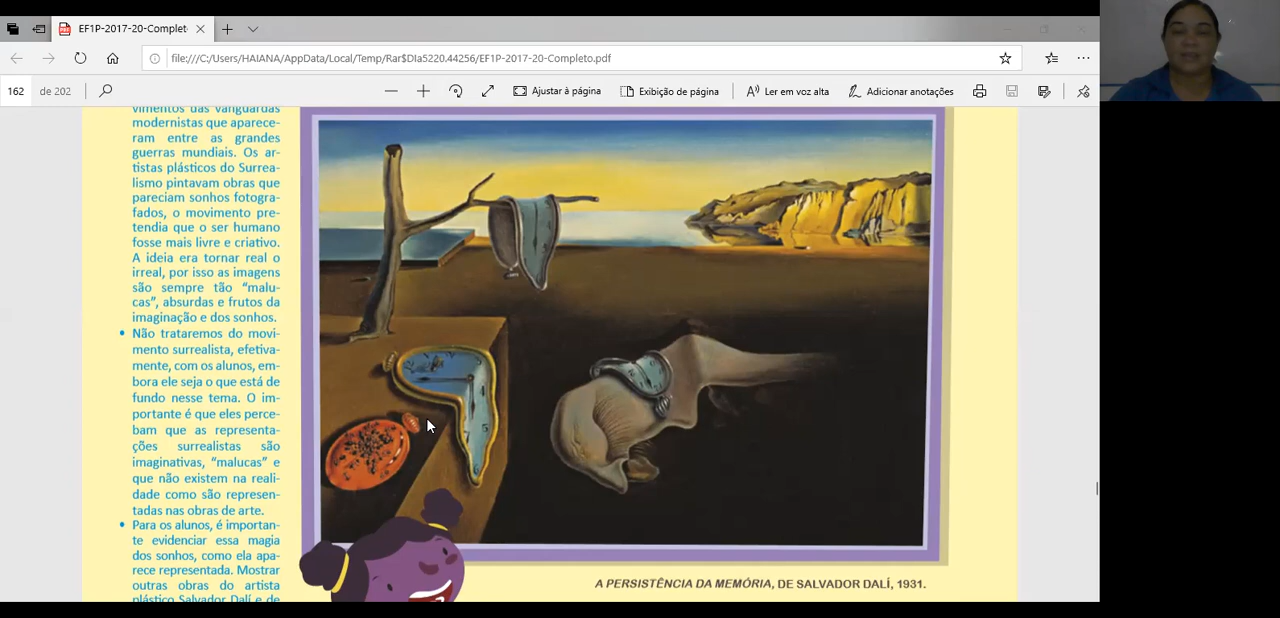 EF1P-2017-20-Complet
file:///C:/Users/HAIANA/AppData/Local/Temp/Rar$DIa5220.44256/EF1P-2017-20-Completo.pdf
162 de 202
Ajustar à página
Exibição de página
Ler em voz alta
Adicionar anotações
vimentos das vanguardas
modernistas que aparece-
ram entre as grandes
guerras mundiais. Os ar-
tistas plásticos do Surrea-
lismo pintavam obras que
pareciam sonhos fotogra-
fados, o movimento pre-
tendia que o ser humano
fosse mais livre e criativo.
A ideia era tornar real o
irreal, por isso as imagens
são sempre tão “malu-
cas”, absurdas e frutos da
imaginação e dos sonhos.
• Não trataremos do movi-
mento surrealista, efetiva-
mente, com os alunos, em-
bora ele seja o que está de
fundo nesse tema. O im-
portante é que eles perce-
bam que as representa-
ções surrealistas são
imaginativas, “malucas” e
que não existem na reali-
dade como são represen-
tadas nas obras de arte.
• Para os alunos, é importan-
te evidenciar essa magia
dos sonhos, como ela apa-
rece representada. Mostrar
outras obras do artista
plástico Salvador Dalí e de
A PERSISTÊNCIA DA MEMÓRIA, DE SALVADOR DALÍ, 1931.